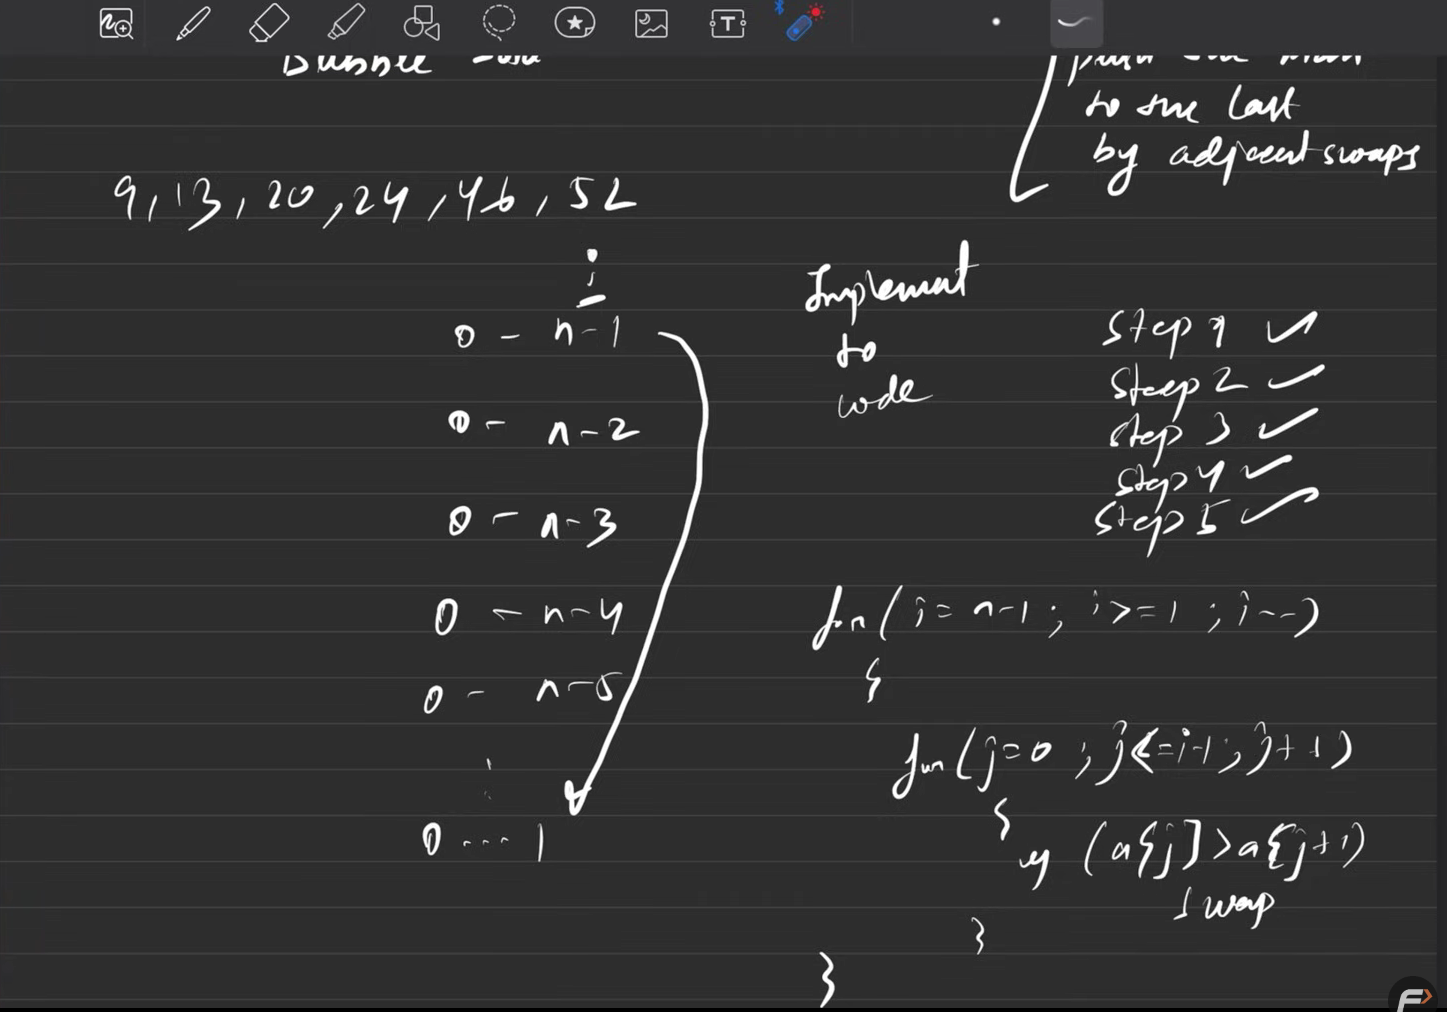 Bubble
push the max
to the last
by adjacent swaps
9, 13, 20, 24, 46, 52
i
0 - n-1
0 - n-2
0 - n-3
0 - n-4
0 - n-5
0 ... 1
Implement
to
code
Step 1 ✓
Steep 2 ✓
Step 3 ✓
Step 4 ✓
Step 5 ✓
for( i = n-1 ; i >= 1 ; i--)
{
for( j=0 ; j<=i-1 ; j++)
{
if (a[j] > a[j+1)
swap
}
}